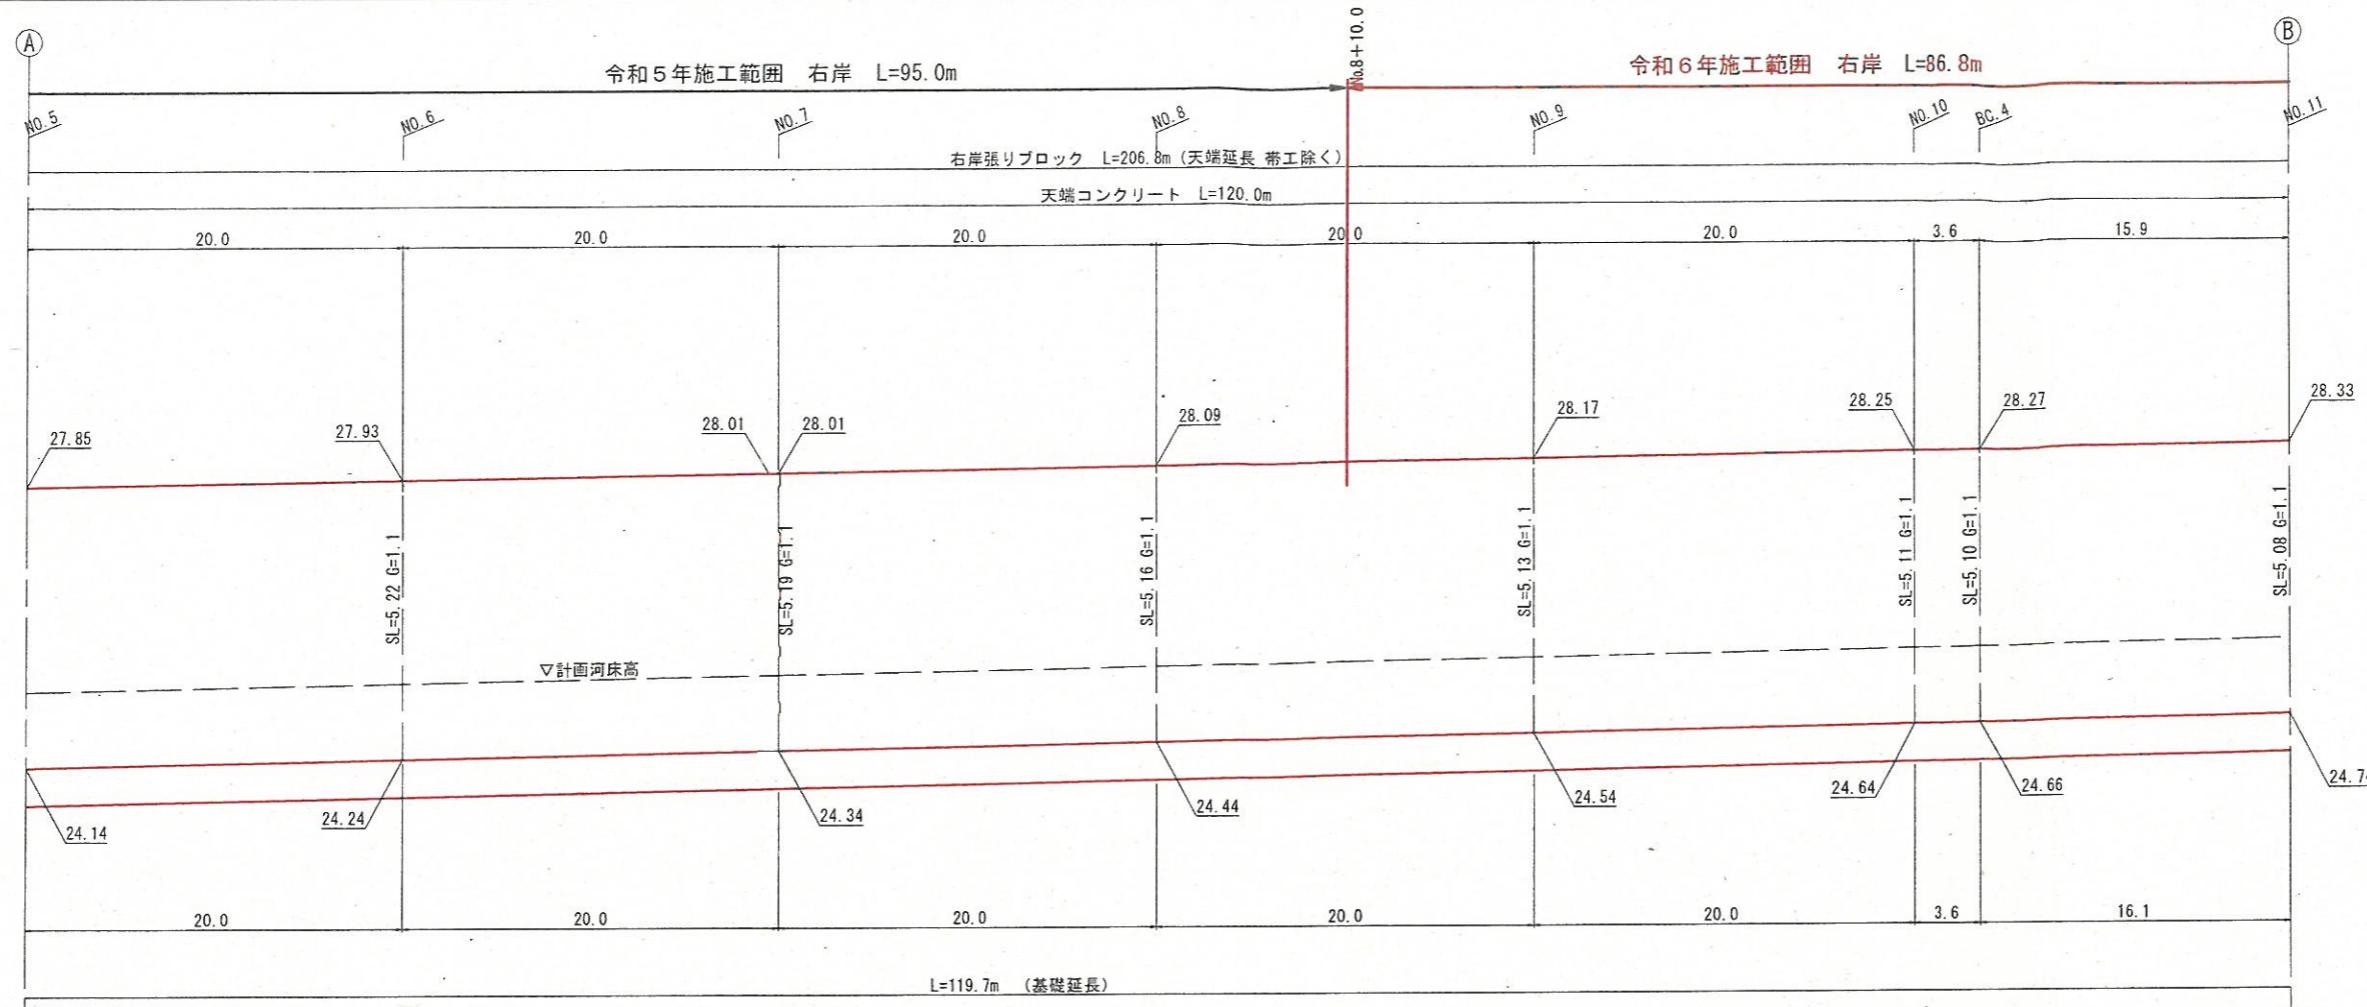 A
B
No.8+10.0
令和5年施工範囲 右岸 L=95.0m
令和6年施工範囲 右岸 L=86.8m
NO.5
NO.6
NO.7
NO.8
NO.9
NO.10
BC.4
NO.11
右岸張りブロック L=206.8m (天端延長 帯工除く)
天端コンクリート L=120.0m
20.0
20.0
20.0
20.0
20.0
3.6
15.9
27.85
27.93
28.01
28.01
28.09
28.17
28.25
28.27
28.33
SL=5.22 G=1.1
SL=5.19 G=1.1
SL=5.16 G=1.1
SL=5.13 G=1.1
SL=5.11 G=1.1
SL=5.10 G=1.1
SL=5.08 G=1.1
▽計画河床高
24.14
24.24
24.34
24.44
24.54
24.64
24.66
20.0
20.0
20.0
20.0
20.0
3.6
16.1
L=119.7m (基礎延長)